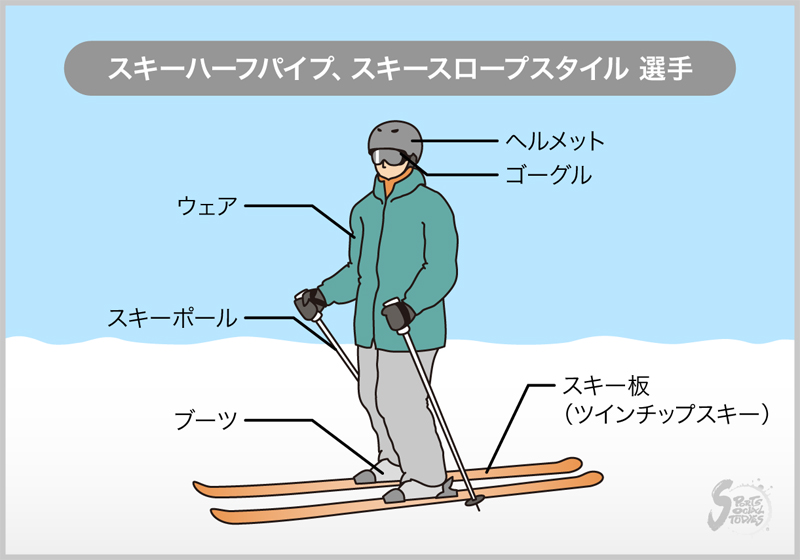 スキーハーフパイプ、スキースロープスタイル 選手
ヘルメット
ゴーグル
ウェア
スキーポール
スキー板
（ツインチップスキー）
ブーツ
SPORTS
SOCIAL
STUDIES